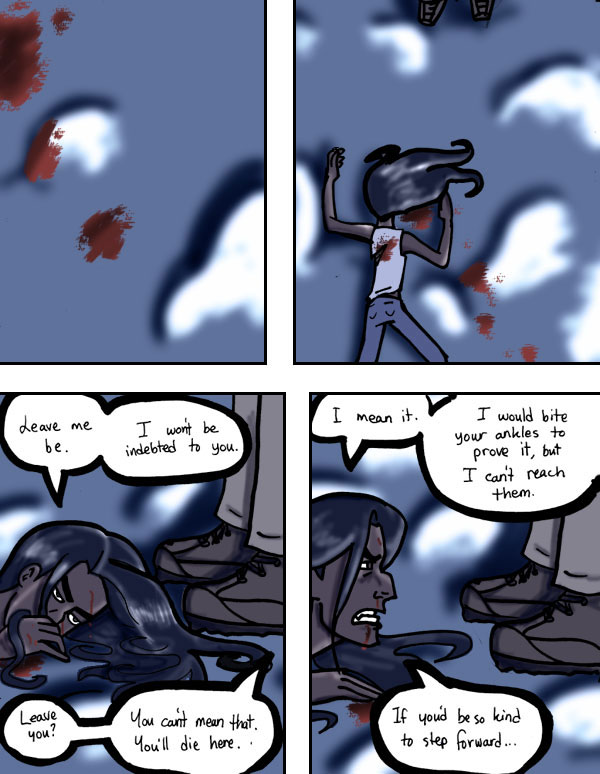 Leave me
be.
I won't be
indebted to you.
Leave
you?
You can't mean that.
You'll die here. .
I mean it.
I would bite
your ankles to
prove it, but
I can't reach
them.
If you'd be so kind
to step forward...